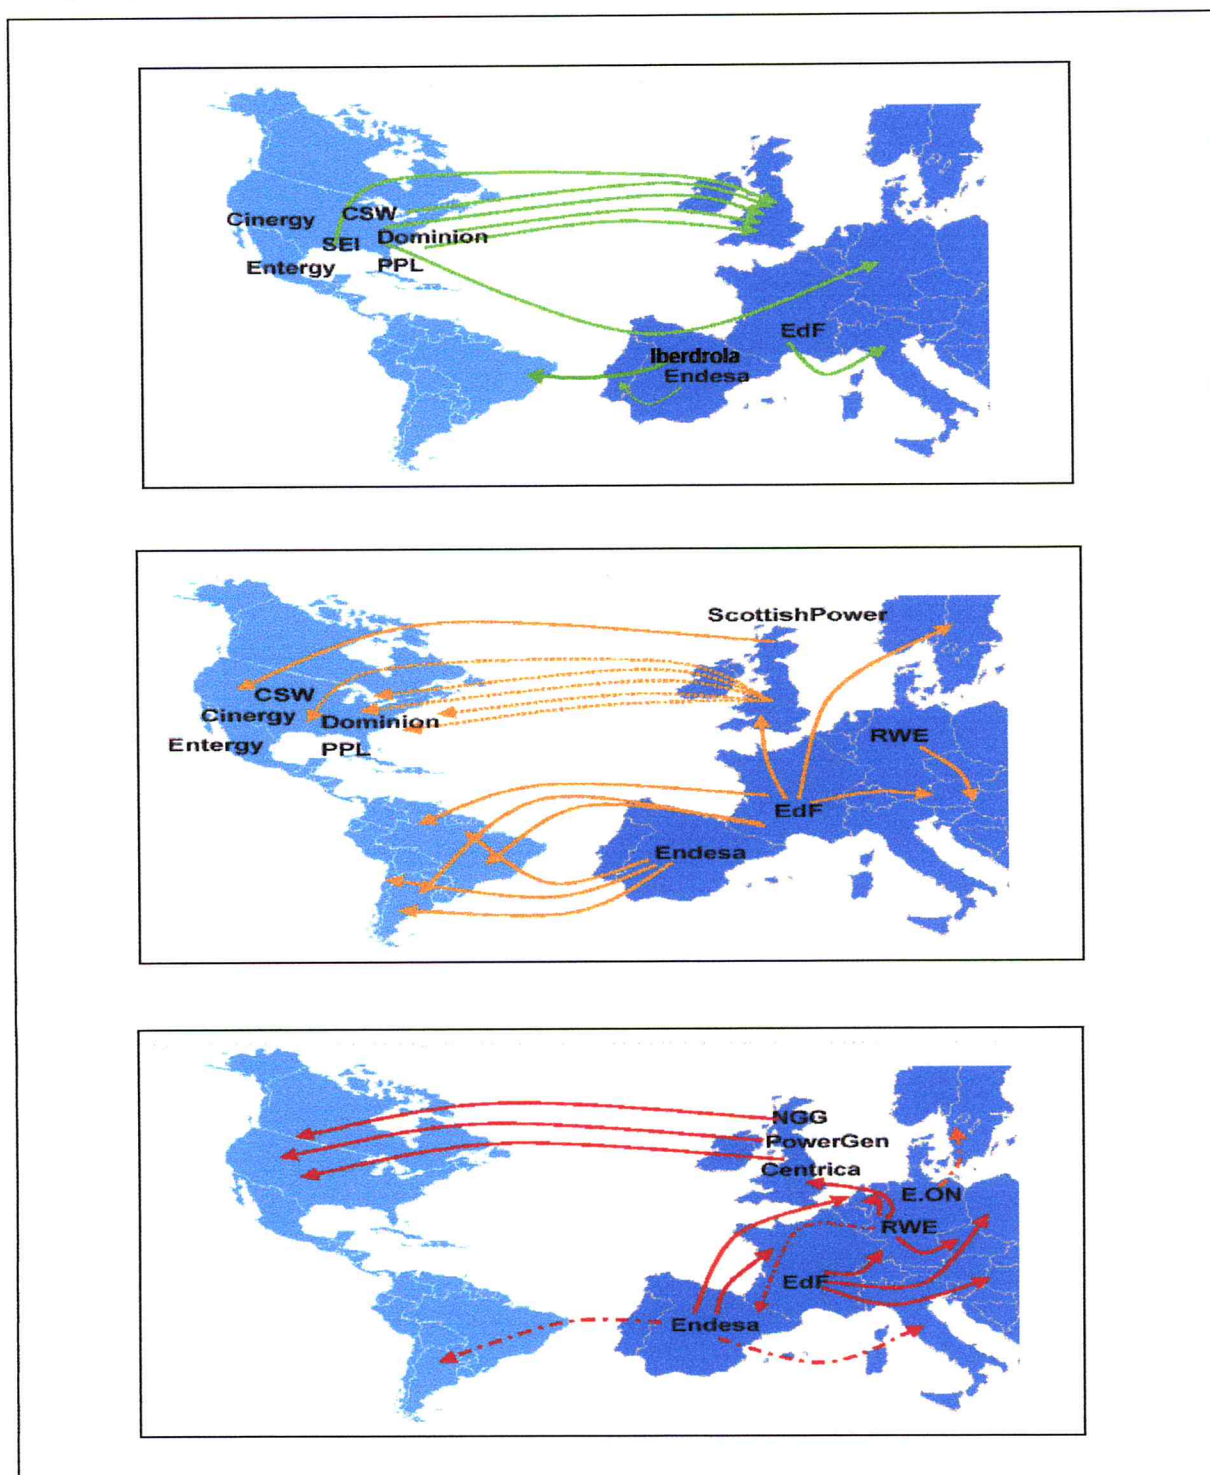 Cinergy
CSW
SEI
Dominion
Entergy
PPL
EdF
Iberdrola
Endesa
ScottishPower
CSW
Cinergy
Dominion
Entergy
PPL
RWE
EdF
Endesa
NGG
PowerGen
Centrica
E.ON
RWE
EdF
Endesa